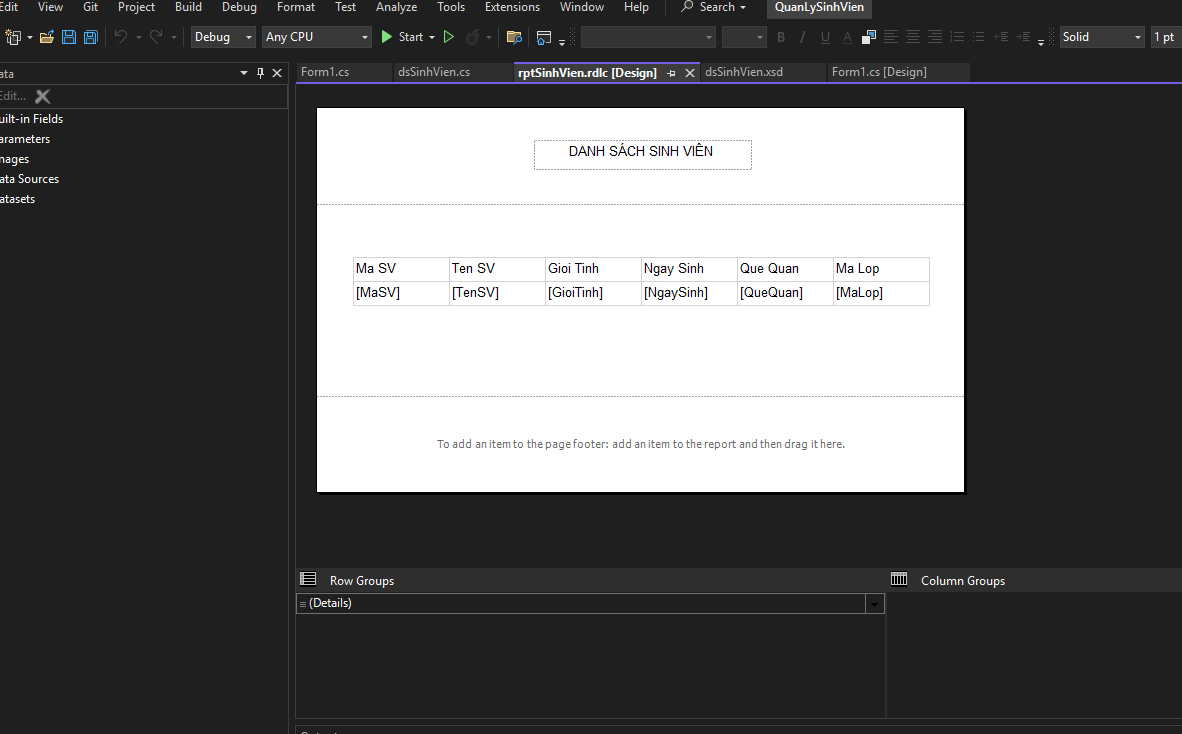 Edit View Git Project Build Debug Format Test Analyze Tools Extensions Window Help Search QuanLySinhVien
Debug Any CPU Start B I U A Solid 1 pt
ata Form1.cs dsSinhVien.cs rptSinhVien.rdlc [Design] dsSinhVien.xsd Form1.cs [Design]
Edit...
uilt-in Fields
arameters
nages
ata Sources
atasets
DANH SÁCH SINH VIÊN
Ma SV Ten SV Gioi Tinh Ngay Sinh Que Quan Ma Lop
[MaSV] [TenSV] [GioiTinh] [NgaySinh] [QueQuan] [MaLop]
To add an item to the page footer: add an item to the report and then drag it here.
Row Groups Column Groups
(Details)